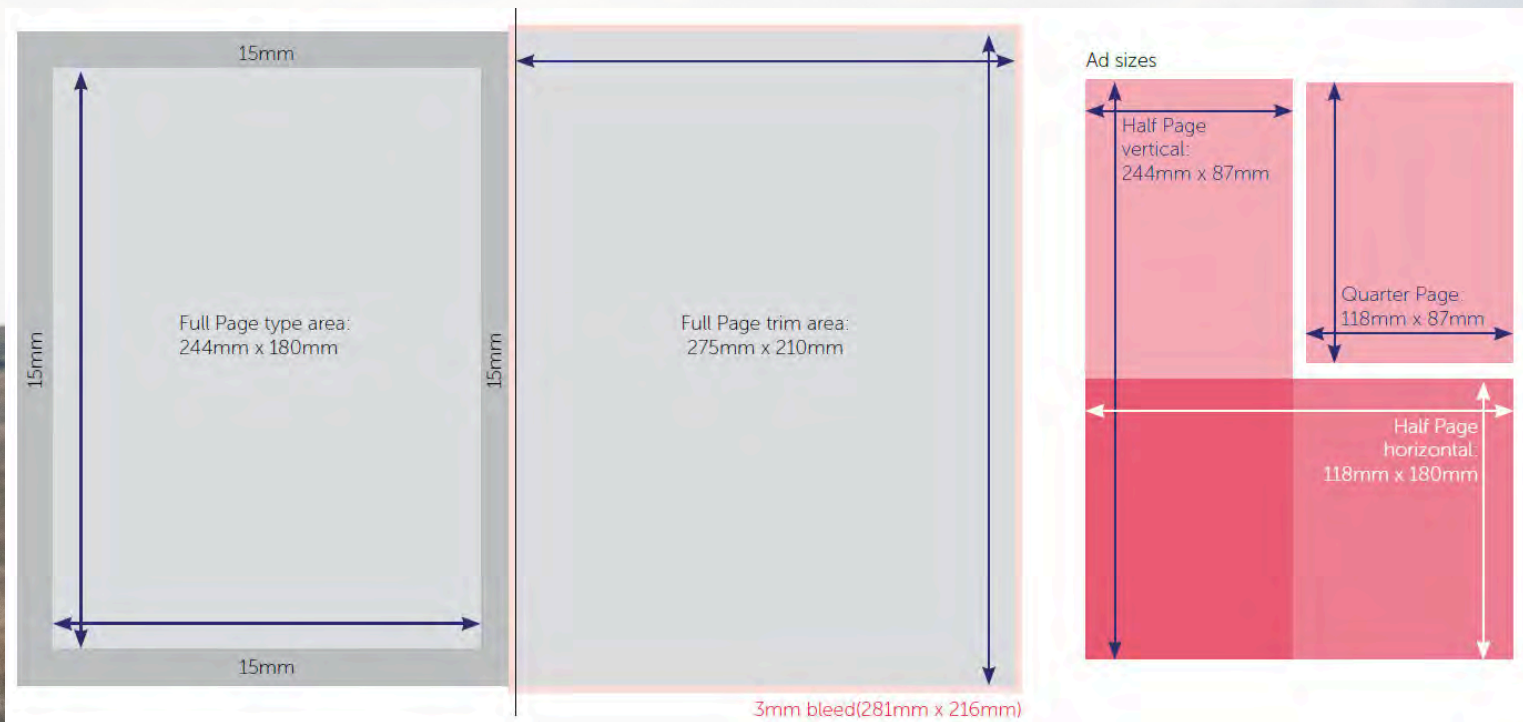 15mm
15mm
Full Page type area:
244mm x 180mm
15mm
15mm
Full Page trim area:
275mm x 210mm
3mm bleed(281mm x 216mm)
Ad sizes
Half Page
vertical:
244mm x 87mm
Quarter Page:
118mm x 87mm
Half Page
horizontal:
118mm x 180mm